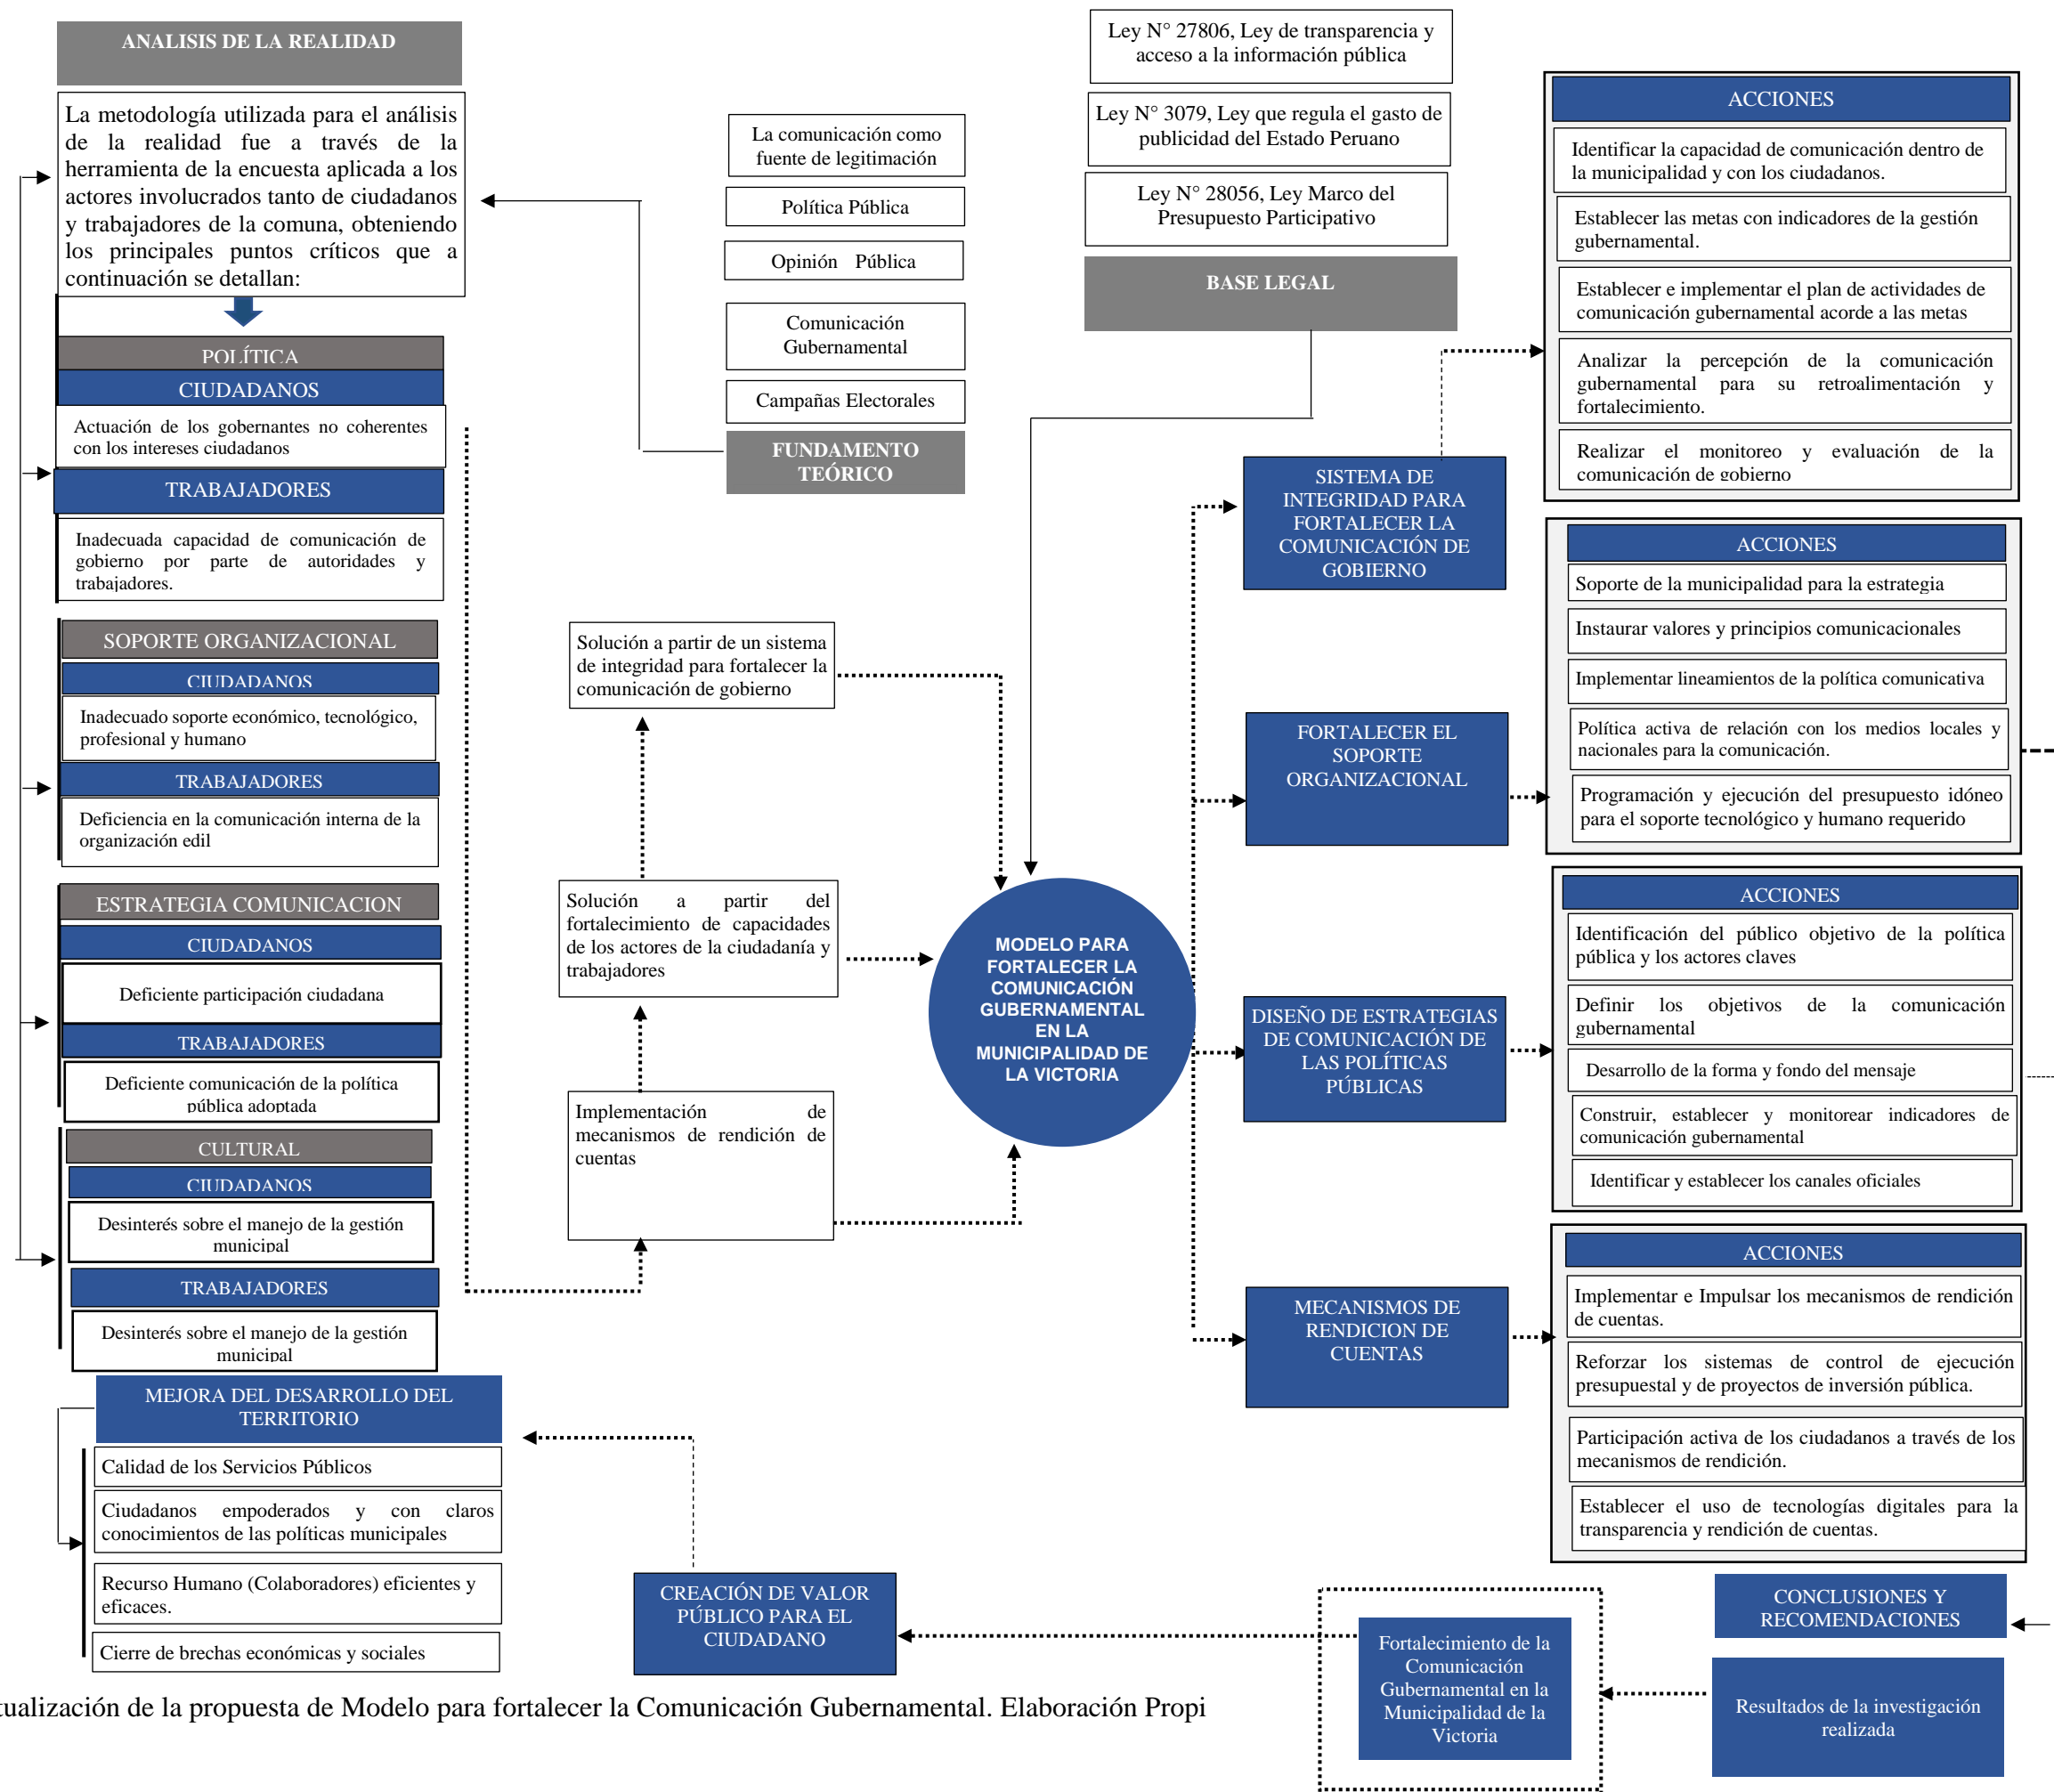 ANALISIS DE LA REALIDAD
La metodología utilizada para el análisis
de la realidad fue a través de la
herramienta de la encuesta aplicada a los
actores involucrados tanto de ciudadanos
y trabajadores de la comuna, obteniendo
los principales puntos críticos que a
continuación se detallan:
POLÍTICA
CIUDADANOS
Actuación de los gobernantes no coherentes
con los intereses ciudadanos
TRABAJADORES
Inadecuada capacidad de comunicación de
gobierno por parte de autoridades y
trabajadores.
SOPORTE ORGANIZACIONAL
CIUDADANOS
Inadecuado soporte económico, tecnológico,
profesional y humano
TRABAJADORES
Deficiencia en la comunicación interna de la
organización edil
ESTRATEGIA COMUNICACION
CIUDADANOS
Deficiente participación ciudadana
TRABAJADORES
Deficiente comunicación de la política
pública adoptada
CULTURAL
CIUDADANOS
Desinterés sobre el manejo de la gestión
municipal
TRABAJADORES
Desinterés sobre el manejo de la gestión
municipal
MEJORA DEL DESARROLLO DEL
TERRITORIO
Calidad de los Servicios Públicos
Ciudadanos empoderados y con claros
conocimientos de las políticas municipales
Recurso Humano (Colaboradores) eficientes y
eficaces.
Cierre de brechas económicas y sociales
La comunicación como
fuente de legitimación
Política Pública
Opinión Pública
Comunicación
Gubernamental
Campañas Electorales
FUNDAMENTO
TEÓRICO
Solución a partir de un sistema
de integridad para fortalecer la
comunicación de gobierno
Solución a partir del
fortalecimiento de capacidades
de los actores de la ciudadanía y
trabajadores
Implementación de
mecanismos de rendición de
cuentas
Ley N° 27806, Ley de transparencia y
acceso a la información pública
Ley N° 3079, Ley que regula el gasto de
publicidad del Estado Peruano
Ley N° 28056, Ley Marco del
Presupuesto Participativo
BASE LEGAL
MODELO PARA
FORTALECER LA
COMUNICACIÓN
GUBERNAMENTAL
EN LA
MUNICIPALIDAD DE
LA VICTORIA
SISTEMA DE
INTEGRIDAD PARA
FORTALECER LA
COMUNICACIÓN DE
GOBIERNO
FORTALECER EL
SOPORTE
ORGANIZACIONAL
DISEÑO DE ESTRATEGIAS
DE COMUNICACIÓN DE
LAS POLÍTICAS
PÚBLICAS
MECANISMOS DE
RENDICION DE
CUENTAS
ACCIONES
Identificar la capacidad de comunicación dentro de
la municipalidad y con los ciudadanos.
Establecer las metas con indicadores de la gestión
gubernamental.
Establecer e implementar el plan de actividades de
comunicación gubernamental acorde a las metas
Analizar la percepción de la comunicación
gubernamental para su retroalimentación y
fortalecimiento.
Realizar el monitoreo y evaluación de la
comunicación de gobierno
ACCIONES
Soporte de la municipalidad para la estrategia
Instaurar valores y principios comunicacionales
Implementar lineamientos de la política comunicativa
Política activa de relación con los medios locales y
nacionales para la comunicación.
Programación y ejecución del presupuesto idóneo
para el soporte tecnológico y humano requerido
ACCIONES
Identificación del público objetivo de la política
pública y los actores claves
Definir los objetivos de la comunicación
gubernamental
Desarrollo de la forma y fondo del mensaje
Construir, establecer y monitorear indicadores de
comunicación gubernamental
Identificar y establecer los canales oficiales
ACCIONES
Implementar e Impulsar los mecanismos de rendición
de cuentas.
Reforzar los sistemas de control de ejecución
presupuestal y de proyectos de inversión pública.
Participación activa de los ciudadanos a través de los
mecanismos de rendición.
Establecer el uso de tecnologías digitales para la
transparencia y rendición de cuentas.
CONCLUSIONES Y
RECOMENDACIONES
Resultados de la investigación
realizada
Fortalecimiento de la
Comunicación
Gubernamental en la
Municipalidad de la
Victoria
CREACIÓN DE VALOR
PÚBLICO PARA EL
CIUDADANO
tualización de la propuesta de Modelo para fortalecer la Comunicación Gubernamental. Elaboración Propi